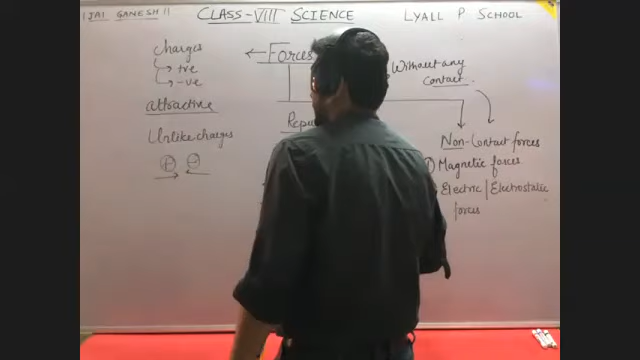 !! JAI GANESH !!
CLASS-VIII SCIENCE
LYALL P SCHOOL
Charges
+ve
-ve
attractive
Unlike charges
+ -
Forces
Without any
contact
Non-Contact forces
① Magnetic forces
Electric | Electrostatic
forces